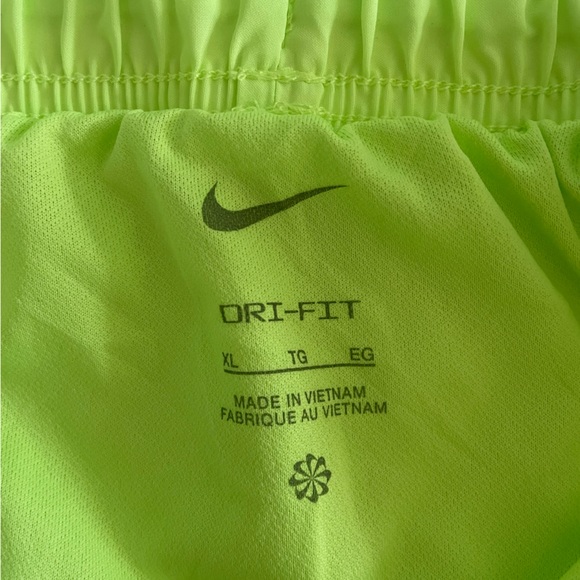 DRI-FIT
XL TG EG
MADE IN VIETNAM
FABRIQUE AU VIETNAM